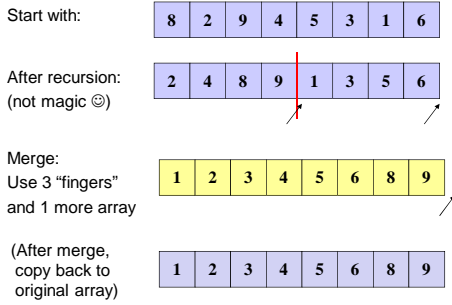 Start with:
8 2 9 4 5 3 1 6
After recursion:
(not magic ☺)
2 4 8 9 1 3 5 6
Merge:
Use 3 “fingers”
and 1 more array
1 2 3 4 5 6 8 9
(After merge,
copy back to
original array)
1 2 3 4 5 6 8 9